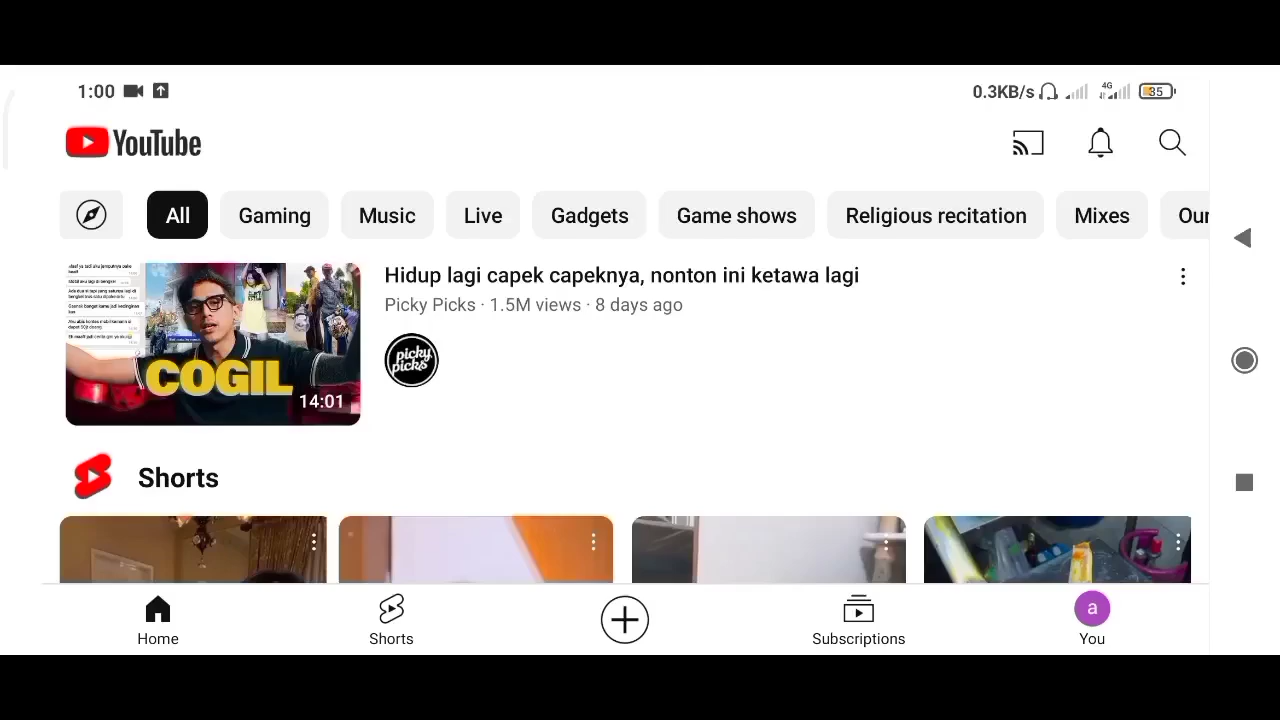 1:00
0.3KB/s 4G 35
YouTube
All Gaming Music Live Gadgets Game shows Religious recitation Mixes Our
Hidup lagi capek capeknya, nonton ini ketawa lagi
Picky Picks · 1.5M views · 8 days ago
picky
picks
COGIL
14:01
Shorts
Home Shorts Subscriptions a You